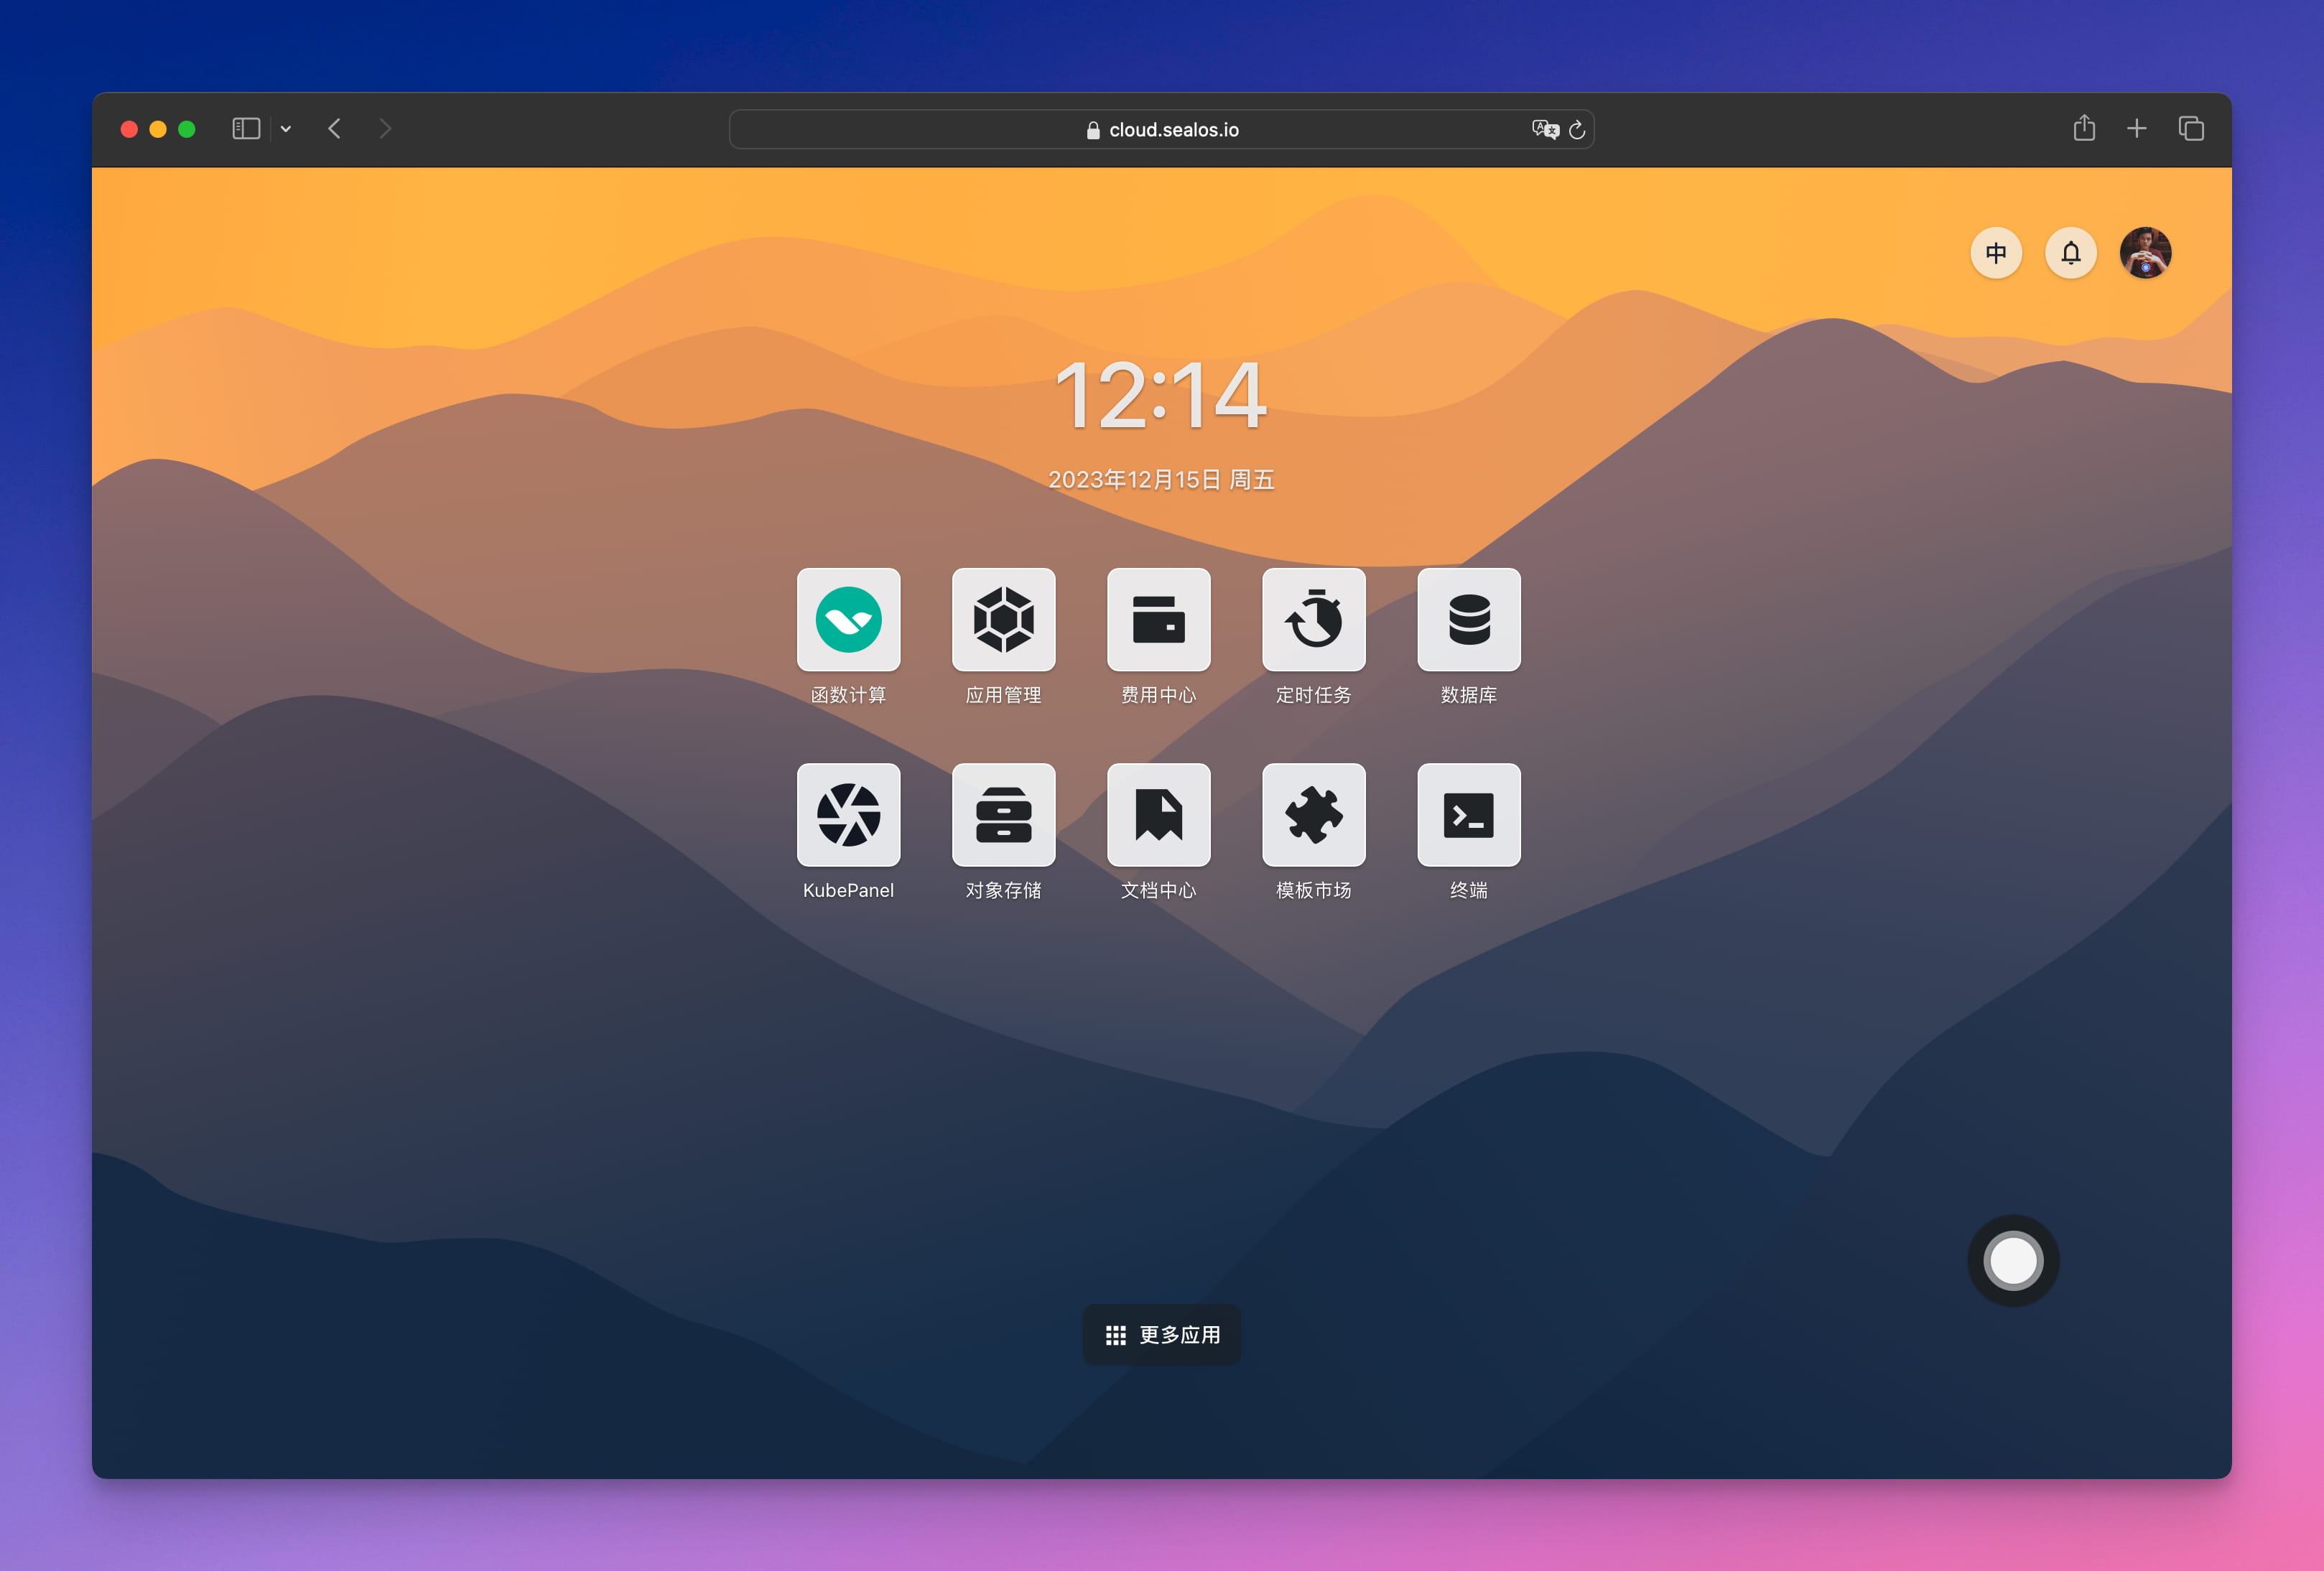 cloud.sealos.io
中
12:14
2023年12月15日 周五
函数计算
应用管理
费用中心
定时任务
数据库
KubePanel
对象存储
文档中心
模板市场
终端
更多应用